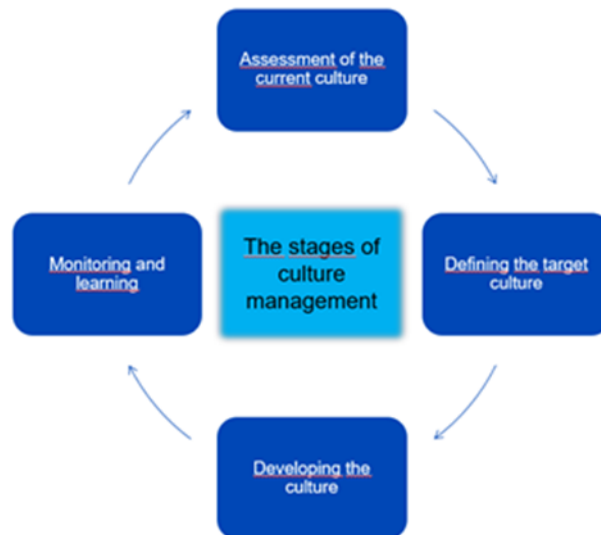 Assessment of the
current culture
Monitoring and
learning
The stages of
culture
management
Defining the target
culture
Developing the
culture